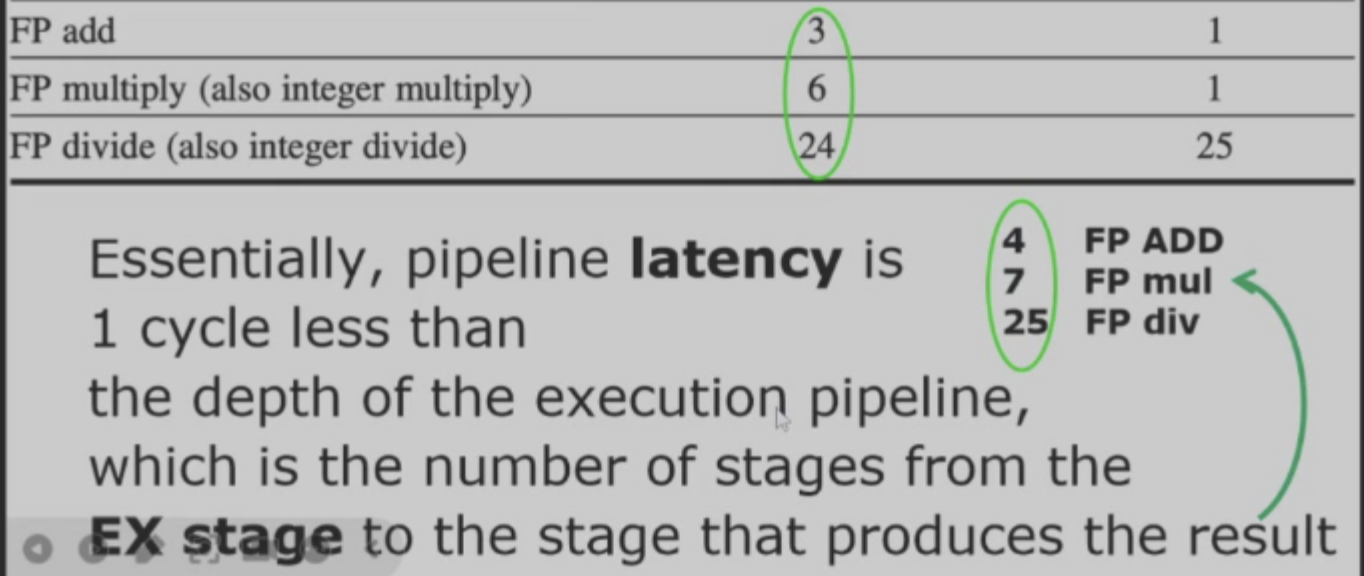 FP add 3 1
FP multiply (also integer multiply) 6 1
FP divide (also integer divide) 24 25
Essentially, pipeline latency is
1 cycle less than
the depth of the execution pipeline,
which is the number of stages from the
EX stage to the stage that produces the result
4 FP ADD
7 FP mul
25 FP div